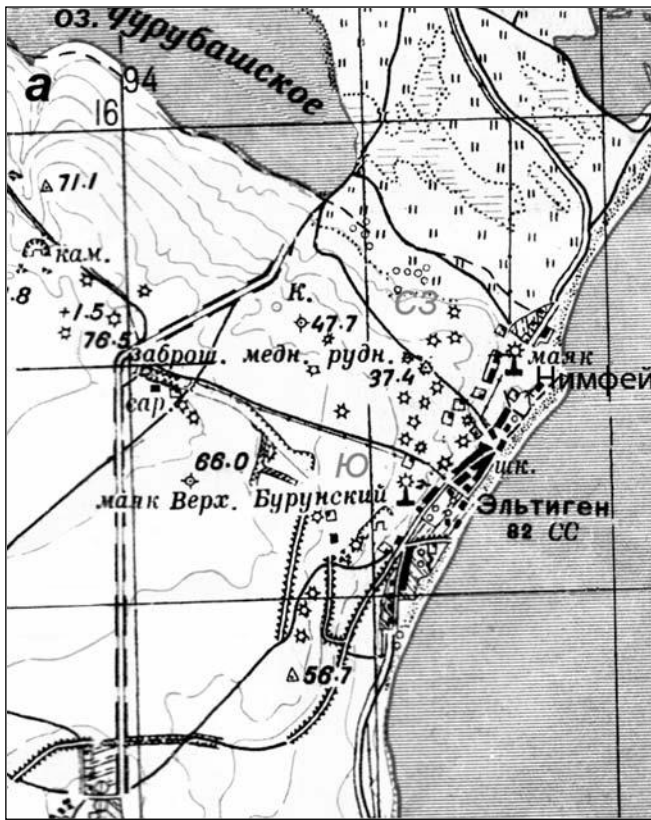 оз. Чурубашское
а
94
16
71.1
кам.
.8
+1.5
76.5
К.
47.7
СЗ
заброш. медн. рудн.
37.4
маяк
Нимфей
сар.
66.0
Ю
шк.
маяк Верх. Бурунский
Эльтиген
82 СС
56.7